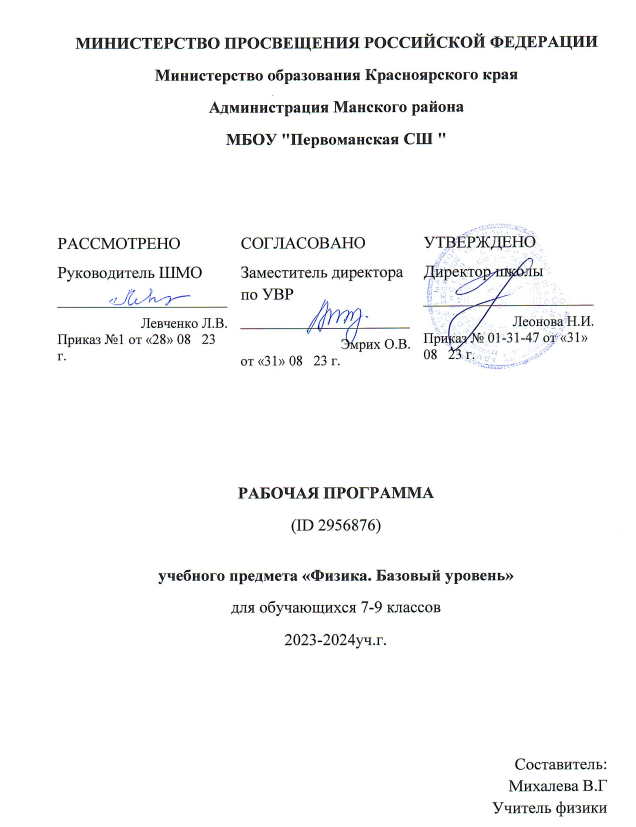 МИНИСТЕРСТВО ПРОСВЕЩЕНИЯ РОССИЙСКОЙ ФЕДЕРАЦИИ
Министерство образования Красноярского края
Администрация Манского района
МБОУ "Первоманская СШ "
РАССМОТРЕНО
Руководитель ШМО
Левченко Л.В.
Приказ №1 от «28» 08 23
г.
СОГЛАСОВАНО
Заместитель директора
по УВР
Эмрих О.В.
от «31» 08 23 г.
УТВЕРЖДЕНО
Директор школы
Леонова Н.И.
Приказ № 01-31-47 от «31»
08 23 г.
РАБОЧАЯ ПРОГРАММА
(ID 2956876)
учебного предмета «Физика. Базовый уровень»
для обучающихся 7-9 классов
2023-2024уч.г.
Составитель:
Михалева В.Г
Учитель физики